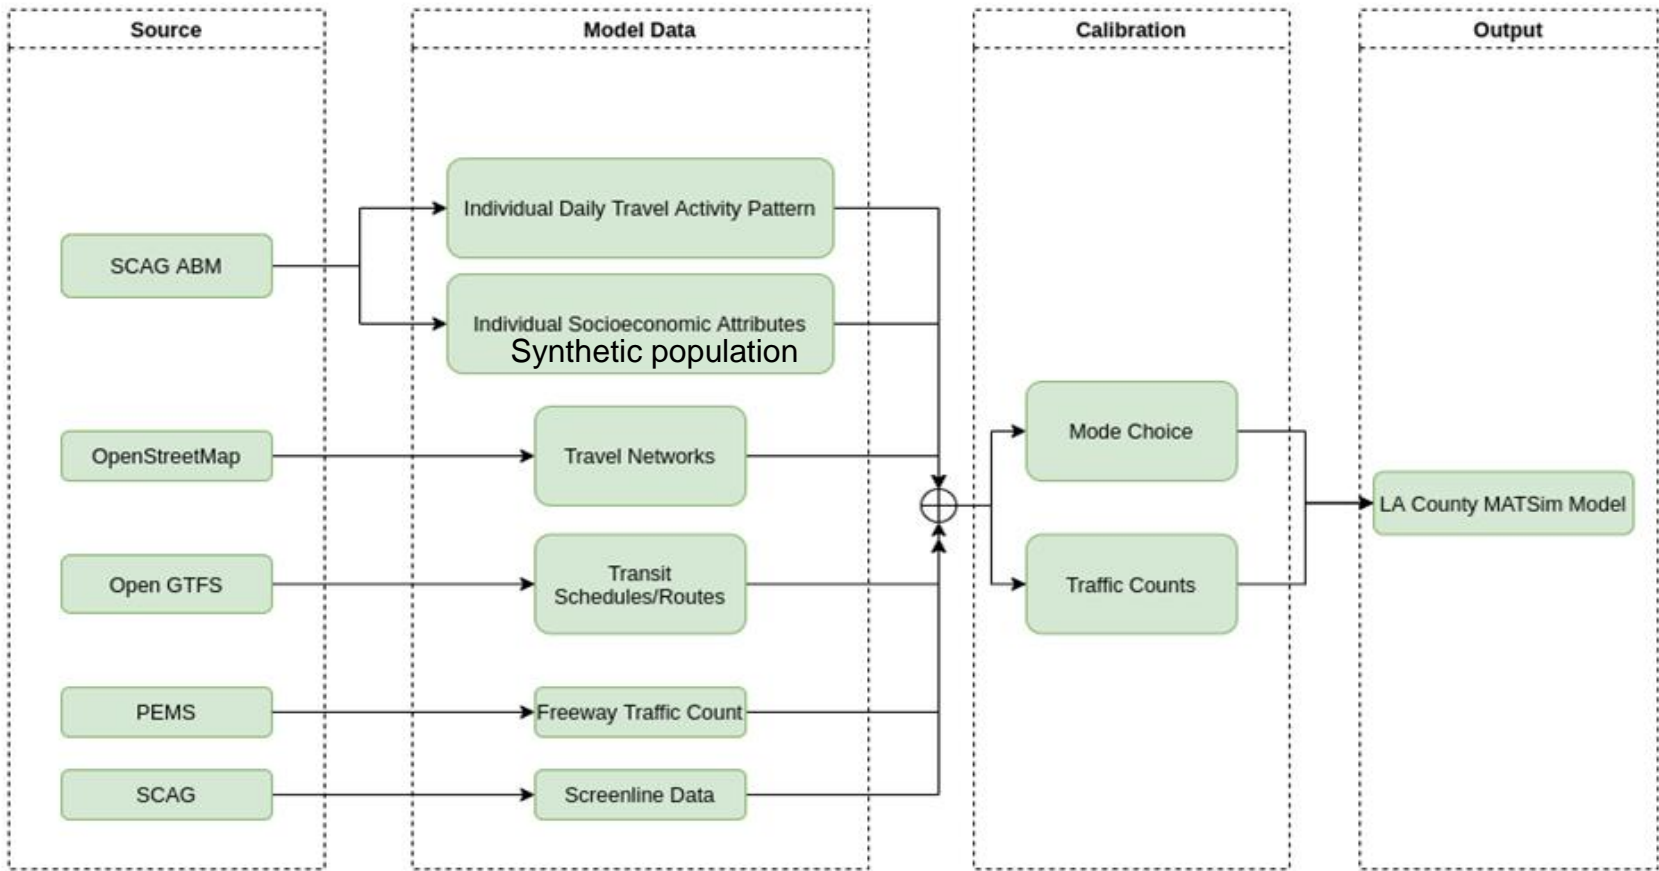 Source
Model Data
Calibration
Output
Individual Daily Travel Activity Pattern
SCAG ABM
Individual Socioeconomic Attributes
Synthetic population
OpenStreetMap
Travel Networks
Mode Choice
LA County MATSim Model
Open GTFS
Transit
Schedules/Routes
Traffic Counts
PEMS
Freeway Traffic Count
SCAG
Screenline Data